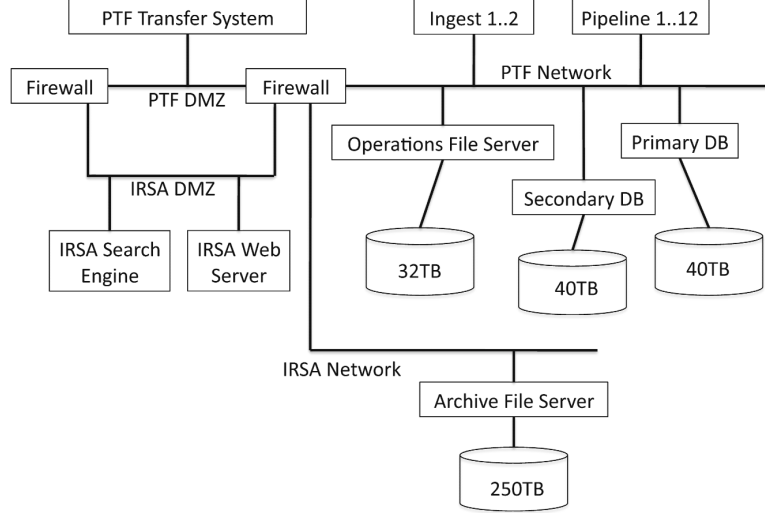 PTF Transfer System
Ingest 1..2
Pipeline 1..12
Firewall
PTF DMZ
Firewall
PTF Network
Operations File Server
Primary DB
IRSA DMZ
Secondary DB
IRSA Search
Engine
IRSA Web
Server
32TB
40TB
40TB
IRSA Network
Archive File Server
250TB